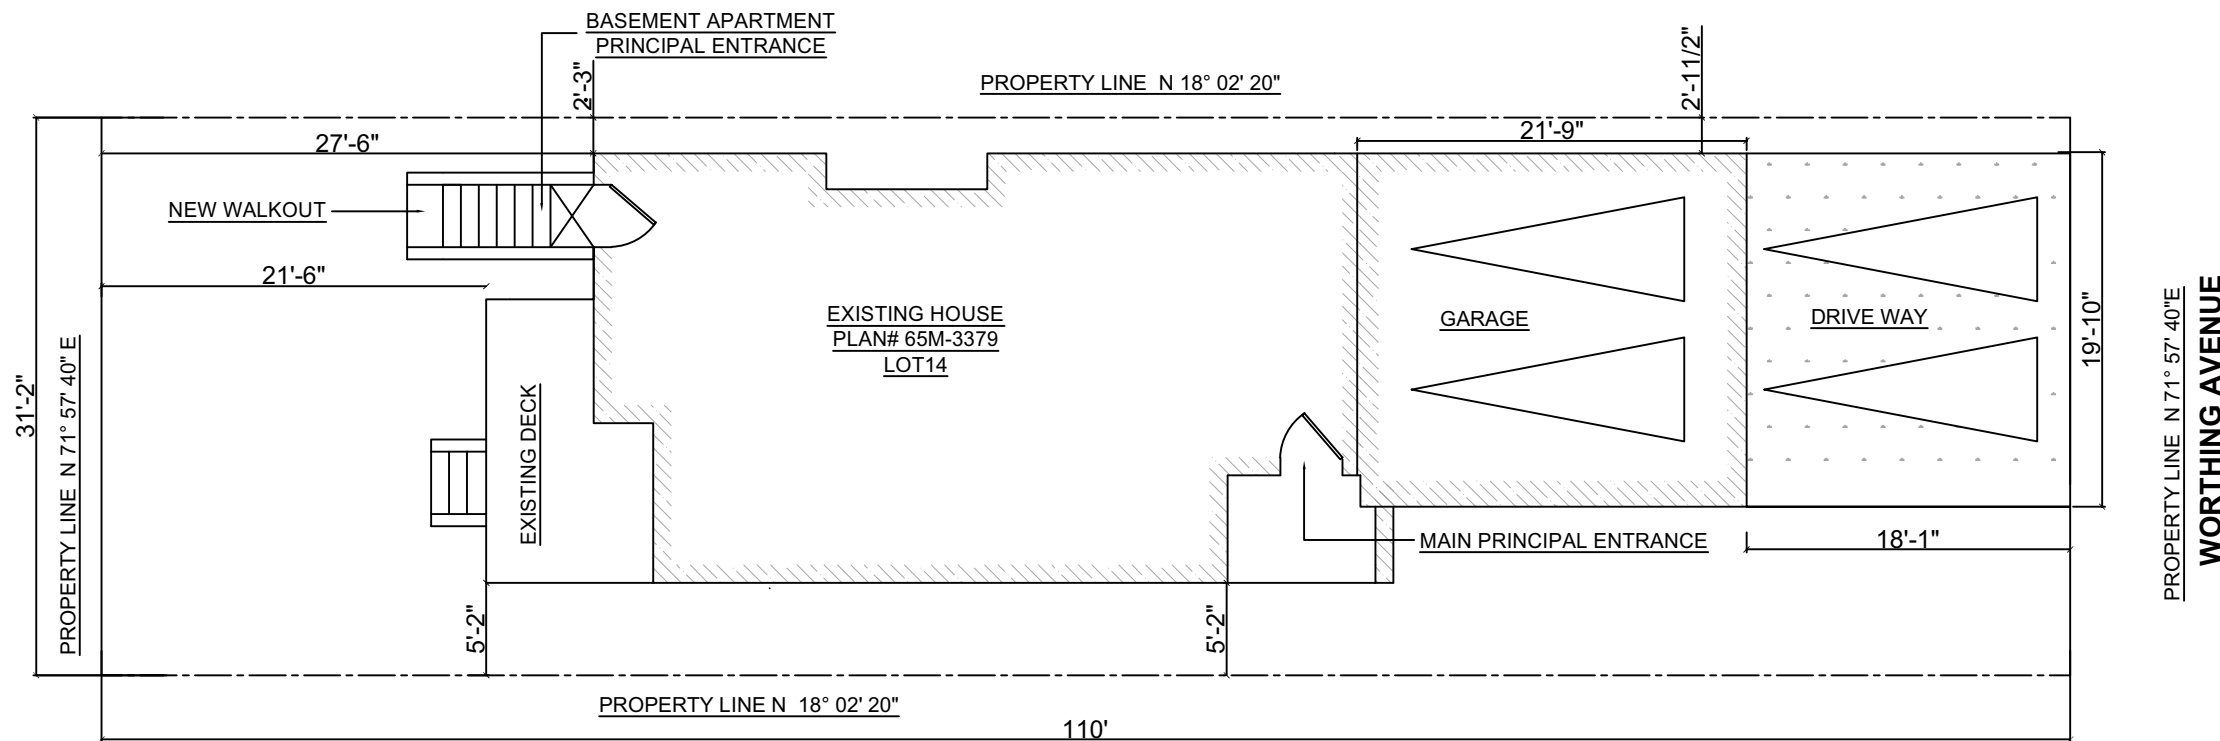 BASEMENT APARTMENT
PRINCIPAL ENTRANCE
2'-3"
PROPERTY LINE N 18° 02' 20"
2'-11/2"
27'-6"
21'-9"
NEW WALKOUT
21'-6"
31'-2"
PROPERTY LINE N 71° 57' 40" E
EXISTING DECK
EXISTING HOUSE
PLAN# 65M-3379
LOT14
GARAGE
DRIVE WAY
19'-10"
PROPERTY LINE N 71° 57' 40"E
WORTHING AVENUE
MAIN PRINCIPAL ENTRANCE
18'-1"
5'-2"
5'-2"
PROPERTY LINE N 18° 02' 20"
110'